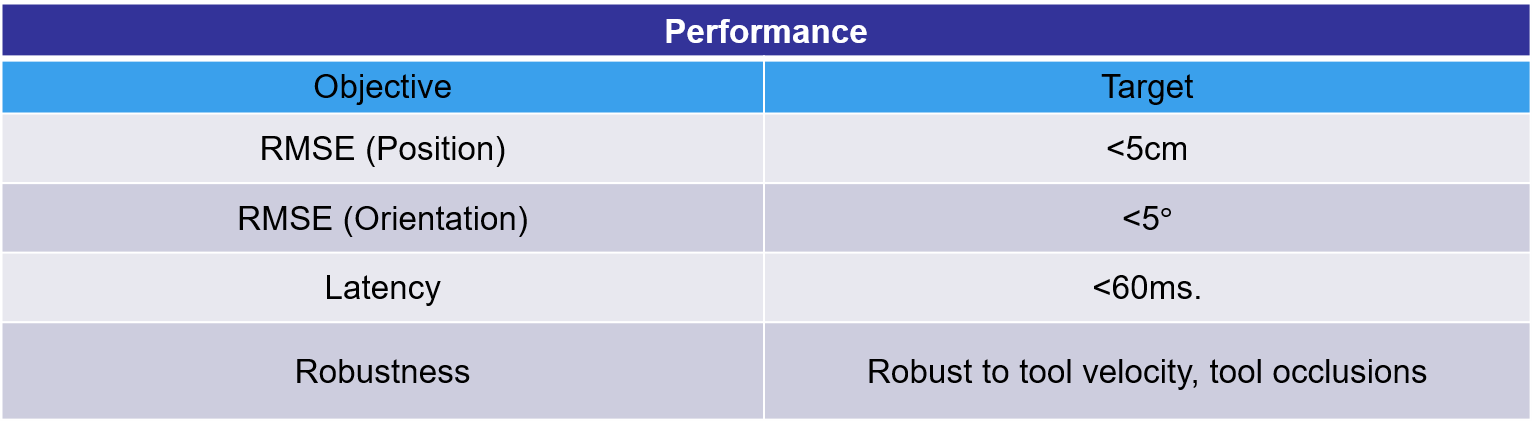 Performance
Objective Target
RMSE (Position) <5cm
RMSE (Orientation) <5°
Latency <60ms.
Robustness Robust to tool velocity, tool occlusions